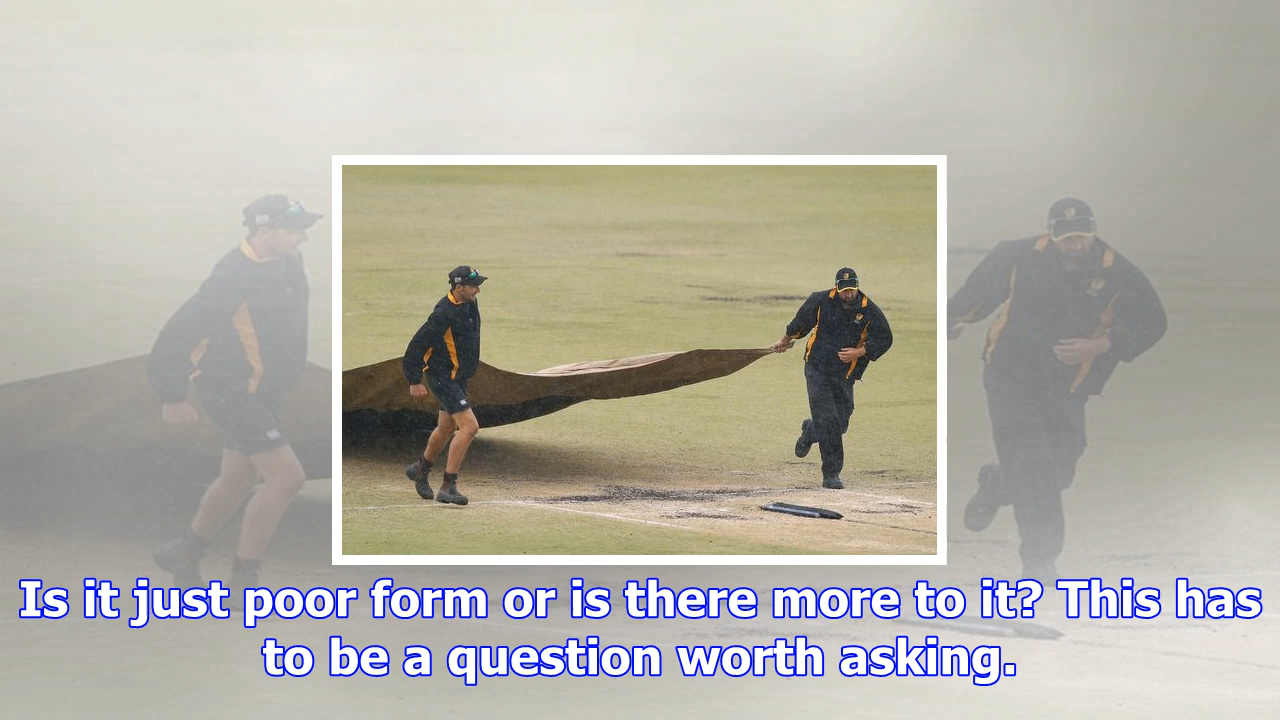 Is it just poor form or is there more to it? This has
to be a question worth asking.